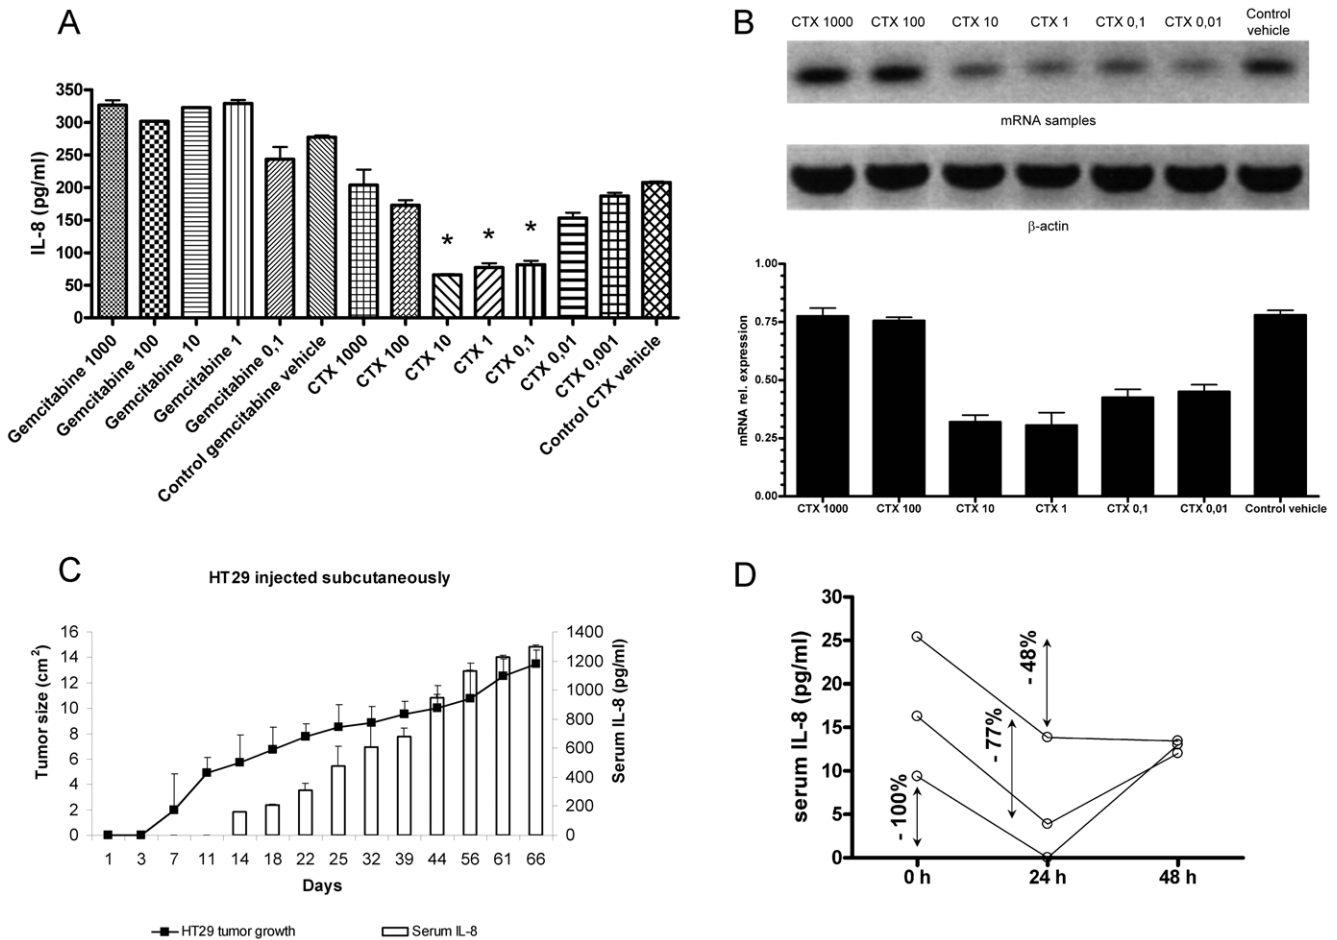 A
350
300
250
200
150
100
50
0
IL-8 (pg/ml)
*
*
*
Gemcitabine 1000
Gemcitabine 100
Gemcitabine 10
Gemcitabine 1
Gemcitabine 0,1
Control gemcitabine vehicle
CTX 1000
CTX 100
CTX 10
CTX 1
CTX 0,1
CTX 0,01
CTX 0,001
Control CTX vehicle
B
CTX 1000 CTX 100 CTX 10 CTX 1 CTX 0,1 CTX 0,01 Control vehicle
mRNA samples
β-actin
1.00
0.75
0.50
0.25
0.00
mRNA rel. expression
CTX 1000 CTX 100 CTX 10 CTX 1 CTX 0,1 CTX 0,01 Control vehicle
C
HT29 injected subcutaneously
16
14
12
10
8
6
4
2
0
Tumor size (cm²)
1400
1200
1000
800
600
400
200
0
Serum IL-8 (pg/ml)
1 3 7 11 14 18 22 25 32 39 44 56 61 66
Days
HT29 tumor growth Serum IL-8
D
30
25
20
15
10
5
0
serum IL-8 (pg/ml)
- 48%
- 77%
- 100%
0 h 24 h 48 h